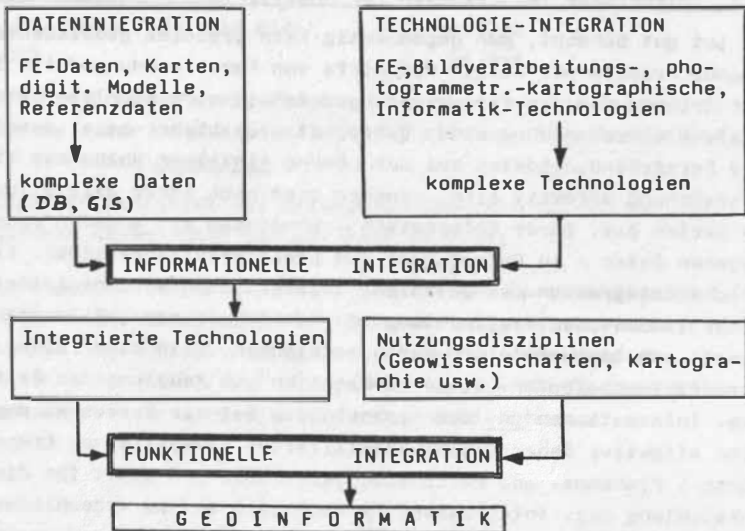 DATENINTEGRATION
FE-Daten, Karten,
digit. Modelle,
Referenzdaten
komplexe Daten
(DB, GIS)
TECHNOLOGIE-INTEGRATION
FE-Bildverarbeitungs-, pho-
togrammetr.-kartographische,
Informatik-Technologien
komplexe Technologien
INFORMATIONELLE INTEGRATION
Integrierte Technologien
Nutzungsdisziplinen
(Geowissenschaften, Kartogra-
phie usw.)
FUNKTIONELLE INTEGRATION
GEOINFORMATIK